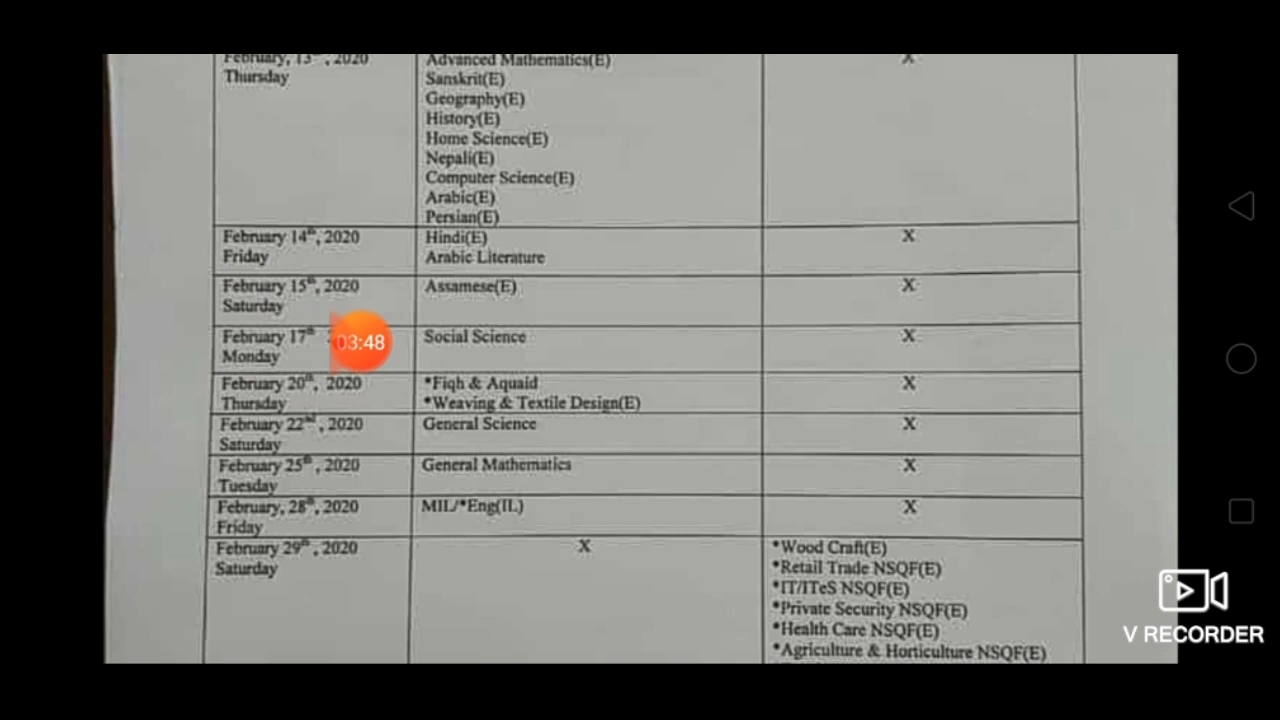 February, 13th, 2020
Thursday
Advanced Mathematics(E)
Sanskrit(E)
Geography(E)
History(E)
Home Science(E)
Nepali(E)
Computer Science(E)
Arabic(E)
Persian(E)
X
February 14th, 2020
Friday
Hindi(E)
Arabic Literature
X
February 15th, 2020
Saturday
Assamese(E)
X
February 17th
Monday
03:48
Social Science
X
February 20th, 2020
Thursday
*Fiqh & Aquaid
*Weaving & Textile Design(E)
X
February 22nd, 2020
Saturday
General Science
X
February 25th, 2020
Tuesday
General Mathematics
X
February, 28th, 2020
Friday
MIL/*Eng(IL)
X
February 29th, 2020
Saturday
X
*Wood Craft(E)
*Retail Trade NSQF(E)
*IT/ITeS NSQF(E)
*Private Security NSQF(E)
*Health Care NSQF(E)
*Agriculture & Horticulture NSQF(E)
V RECORDER